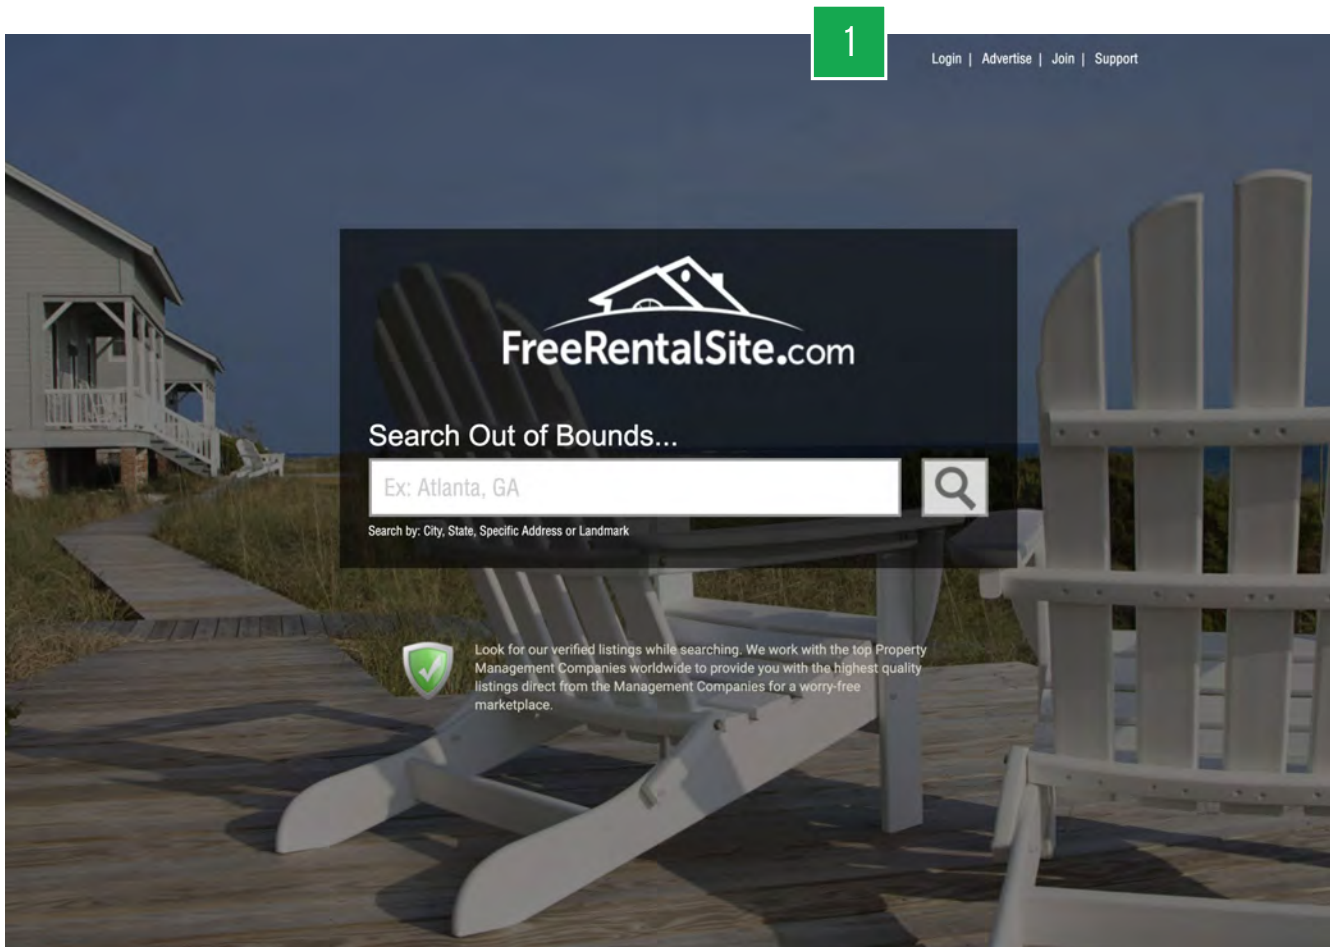 1
Login | Advertise | Join | Support
FreeRentalSite.com
Search Out of Bounds...
Ex: Atlanta, GA
Search by: City, State, Specific Address or Landmark
Look for our verified listings while searching. We work with the top Property
Management Companies worldwide to provide you with the highest quality
listings direct from the Management Companies for a worry-free
marketplace.